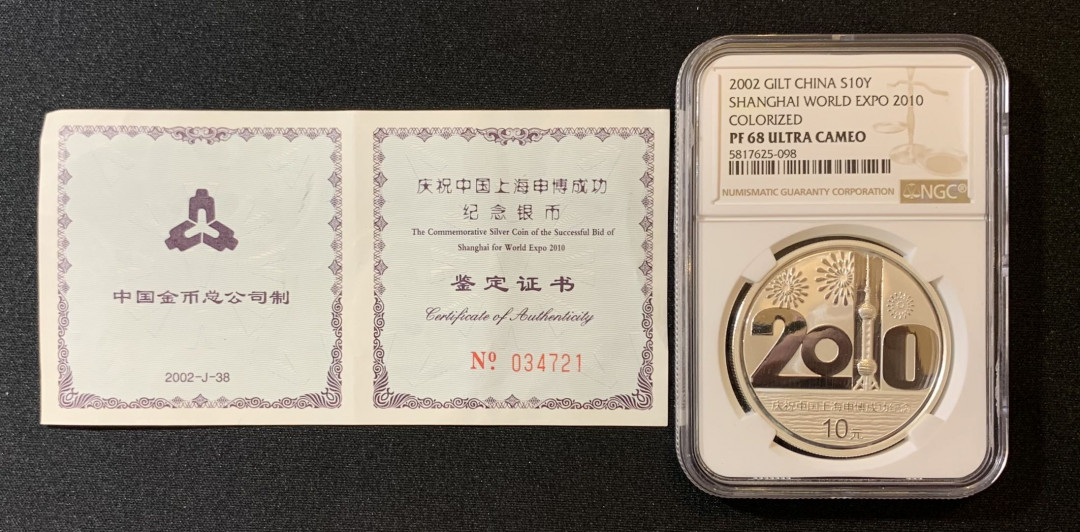 中国金币总公司制
2002-J-38
庆祝中国上海申博成功
纪念银币
The Commemorative Silver Coin of the Successful Bid of
Shanghai for World Expo 2010
鉴定证书
Certificate of Authenticity
Nº 034721
2002 GILT CHINA S10Y
SHANGHAI WORLD EXPO 2010
COLORIZED
PF 68 ULTRA CAMEO
5817625-098
NUMISMATIC GUARANTY CORPORATION
NGC®
2010
庆祝中国上海申博成功纪念
10元